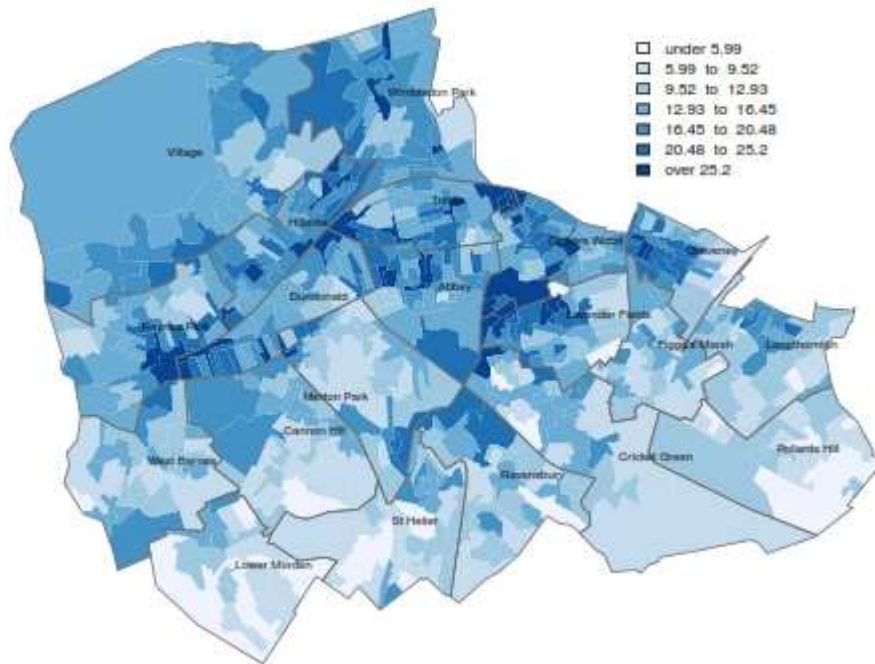 under 5.99
5.99 to 9.52
9.52 to 12.93
12.93 to 16.45
16.45 to 20.48
20.48 to 25.2
over 25.2
Wimbledon Park
Village
Hillside
Trinity
Graveney
Abbey
Dundonald
Lavender Fields
Figge's Marsh
Longthornton
Merton Park
Cannon Hill
West Barnes
Cricket Green
Pollards Hill
Ravensbury
St Helier
Lower Morden